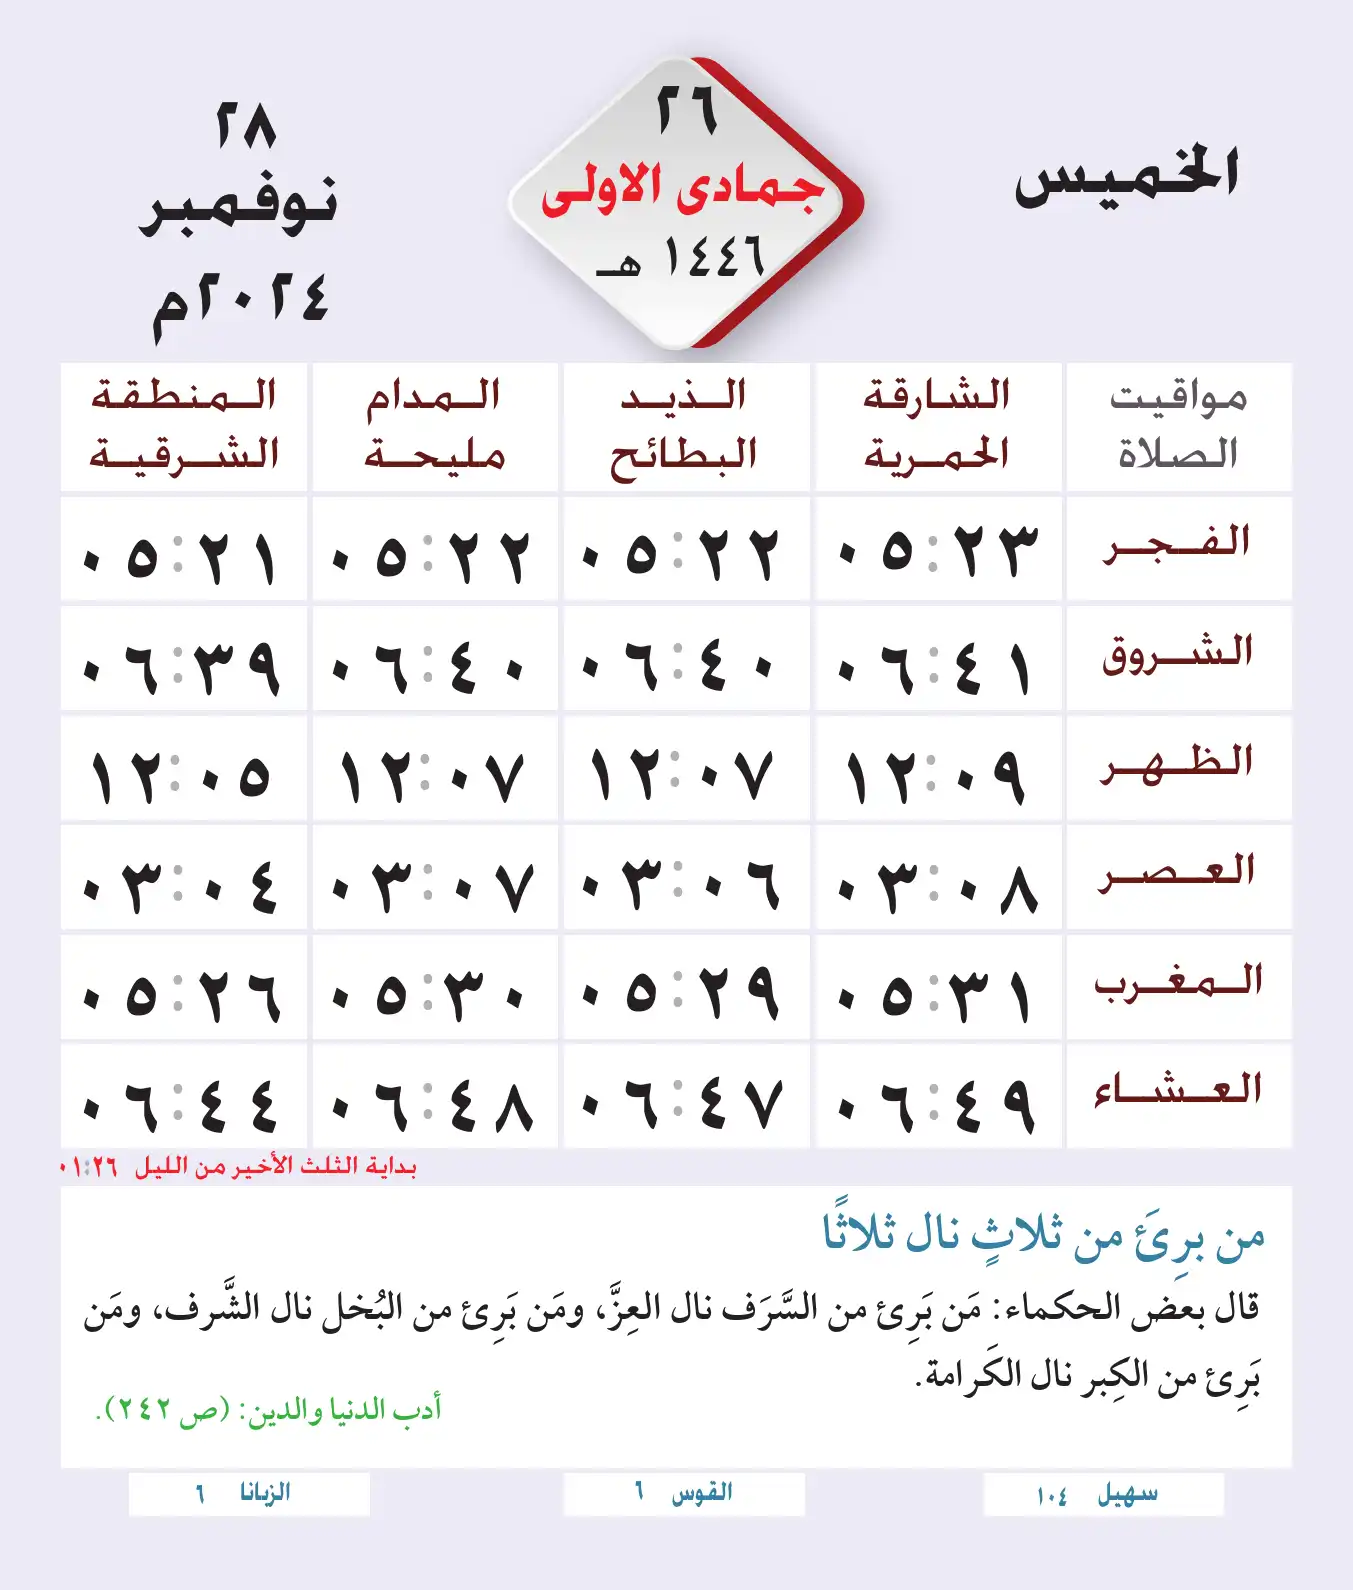 الخميس
٢٦
جمادى الاولى
١٤٤٦ هـ
٢٨
نوفمبر
٢٠٢٤م
مواقيت الصلاة الشارقة الحمرية الذيد البطائح المدام مليحة المنطقة الشرقية
الفجر ٠٥:٢٣ ٠٥:٢٢ ٠٥:٢٢ ٠٥:٢١
الشروق ٠٦:٤١ ٠٦:٤٠ ٠٦:٤٠ ٠٦:٣٩
الظهر ١٢:٠٩ ١٢:٠٧ ١٢:٠٧ ١٢:٠٥
العصر ٠٣:٠٨ ٠٣:٠٦ ٠٣:٠٧ ٠٣:٠٤
المغرب ٠٥:٣١ ٠٥:٢٩ ٠٥:٣٠ ٠٥:٢٦
العشاء ٠٦:٤٩ ٠٦:٤٧ ٠٦:٤٨ ٠٦:٤٤
بداية الثلث الأخير من الليل ٠١:٢٦
من برِئَ من ثلاثٍ نال ثلاثًا
قال بعض الحكماء: مَن بَرِئ من السَّرَف نال العِزَّ، ومَن بَرِئ من البُخل نال الشَّرف، ومَن
بَرِئ من الكِبر نال الكَرامة.
أدب الدنيا والدين: (ص ٢٤٢).
سهيل ١٠٤ القوس ٦ الزبانا ٦